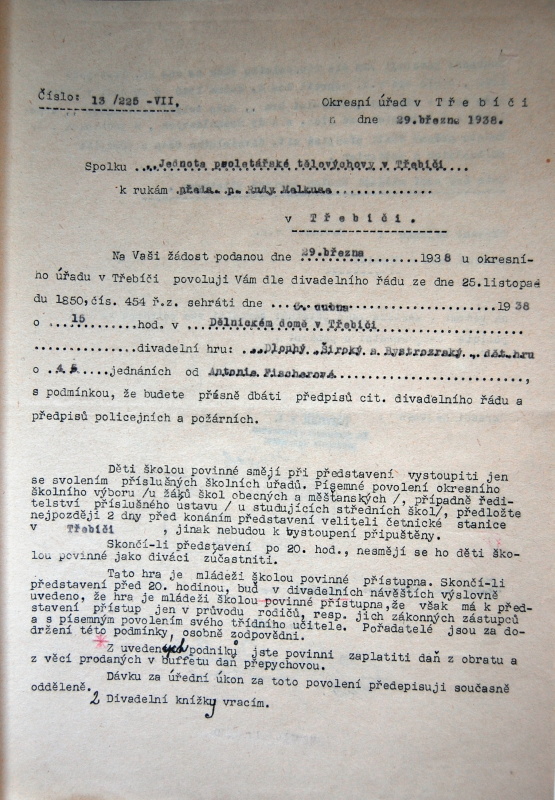 Číslo: 13 /225 -VII.
Okresní úřad v Třebíči
dne 29.března 1938.
Spolku ...Jednota proletářské tělovýchovy v Třebíči....
k rukám předs. p. Rudy Malkusa..............
v Třebíči.
Na Vaši žádost podanou dne 29.března 1938 u okresní-
ho úřadu v Třebíči povoluji Vám dle divadelního řádu ze dne 25.listopad
du 1850,čís. 454 ř.z. sehráti dne 5. dubna 1938
o ...15.......hod. v ..Dělnickém domě v Třebíči
.............divadelní hru: ...Dlouhý, Široký a Bystrozraký, dět.hru
o jednáních od Antonie Fischerové..........................,
s podmínkou, že budete přesně dbáti předpisů cit. divadelního řádu a
předpisů policejních a požárních.
Děti školou povinné smějí při představení vystoupiti jen
se svolením příslušných školních úřadů. Písemné povolení okresního
školního výboru /u žáků škol obecných a měšťanských /, případně ředi-
telství příslušného ústavu / u studujících středních škol/, předložte
nejpozději 2 dny před konáním představení veliteli četnické stanice
v Třebíči , jinak nebudou k vystoupení připuštěny.
Skončí-li představení po 20. hod., nesmějí se ho děti ško-
lou povinné jako diváci zúčastniti.
Tato hra je mládeži školou povinné přístupna. Skončí-li
představení před 20. hodinou, buď v divadelních návěštích výslovně
uvedeno, že hra je mládeži školou povinné přístupna,že však má k před-
stavení přístup jen v průvodu rodičů, resp. jich zákonných zástupců
a s písemným povolením svého třídního učitele. Pořadatelé jsou za do-
držení této podmínky, osobně zodpovědni.
Z uvedených podniku jste povinni zaplatiti daň z obratu a
z věcí prodaných v buffetu daň přepychovou.
Dávku za úřední úkon za toto povolení předepisuji současně
odděleně.
2 Divadelní knížky vracím.